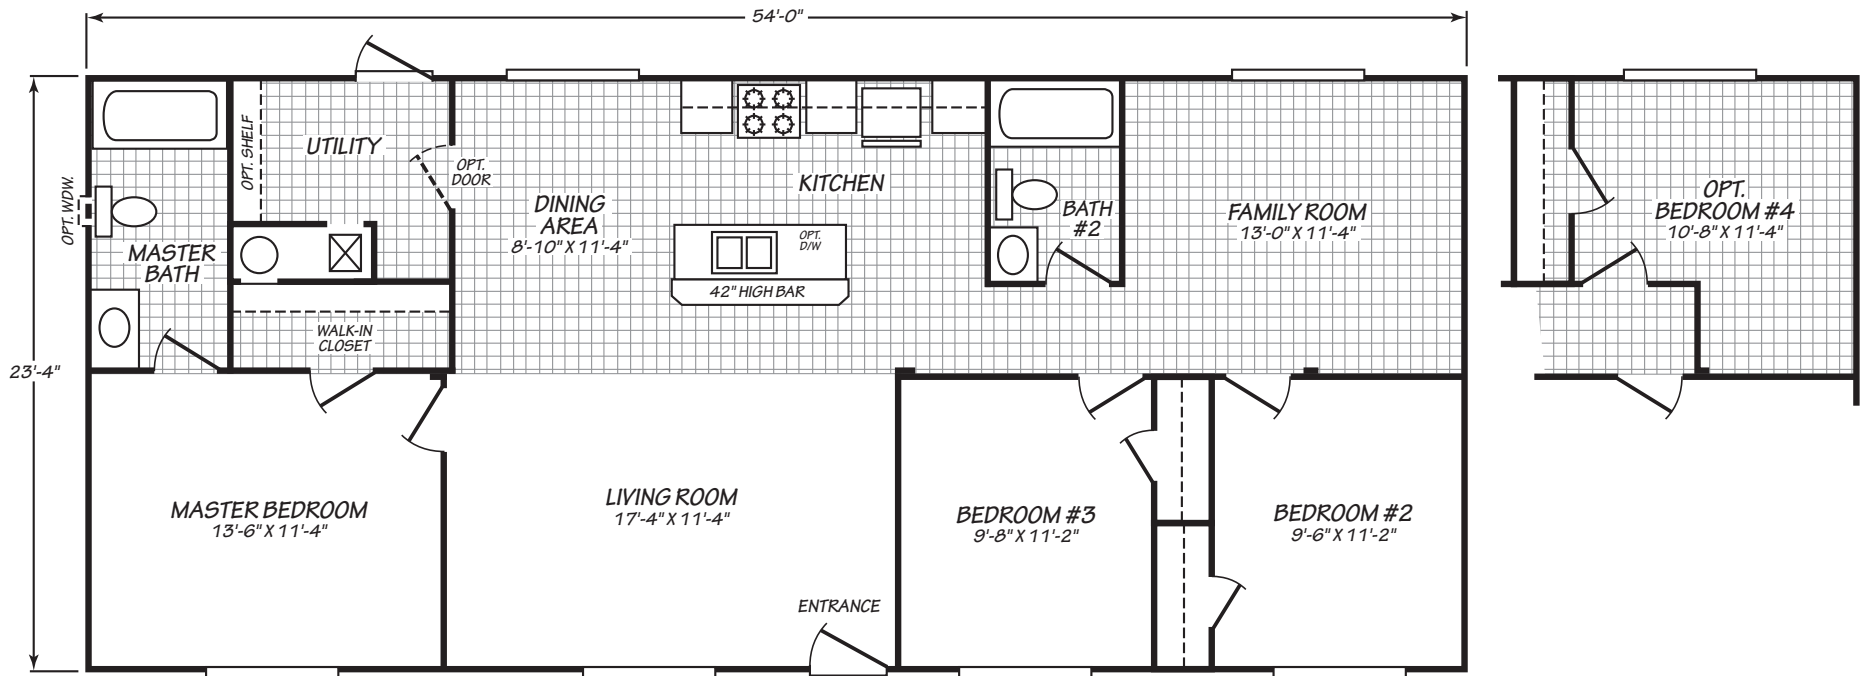 54'-0"
23'-4"
OPT. WDW.
MASTER
BATH
OPT. SHELF
UTILITY
OPT.
DOOR
WALK-IN
CLOSET
DINING
AREA
8'-10" X 11'-4"
KITCHEN
OPT.
D/W
42" HIGH BAR
BATH
#2
FAMILY ROOM
13'-0" X 11'-4"
OPT.
BEDROOM #4
10'-8" X 11'-4"
MASTER BEDROOM
13'-6" X 11'-4"
LIVING ROOM
17'-4" X 11'-4"
ENTRANCE
BEDROOM #3
9'-8" X 11'-2"
BEDROOM #2
9'-6" X 11'-2"